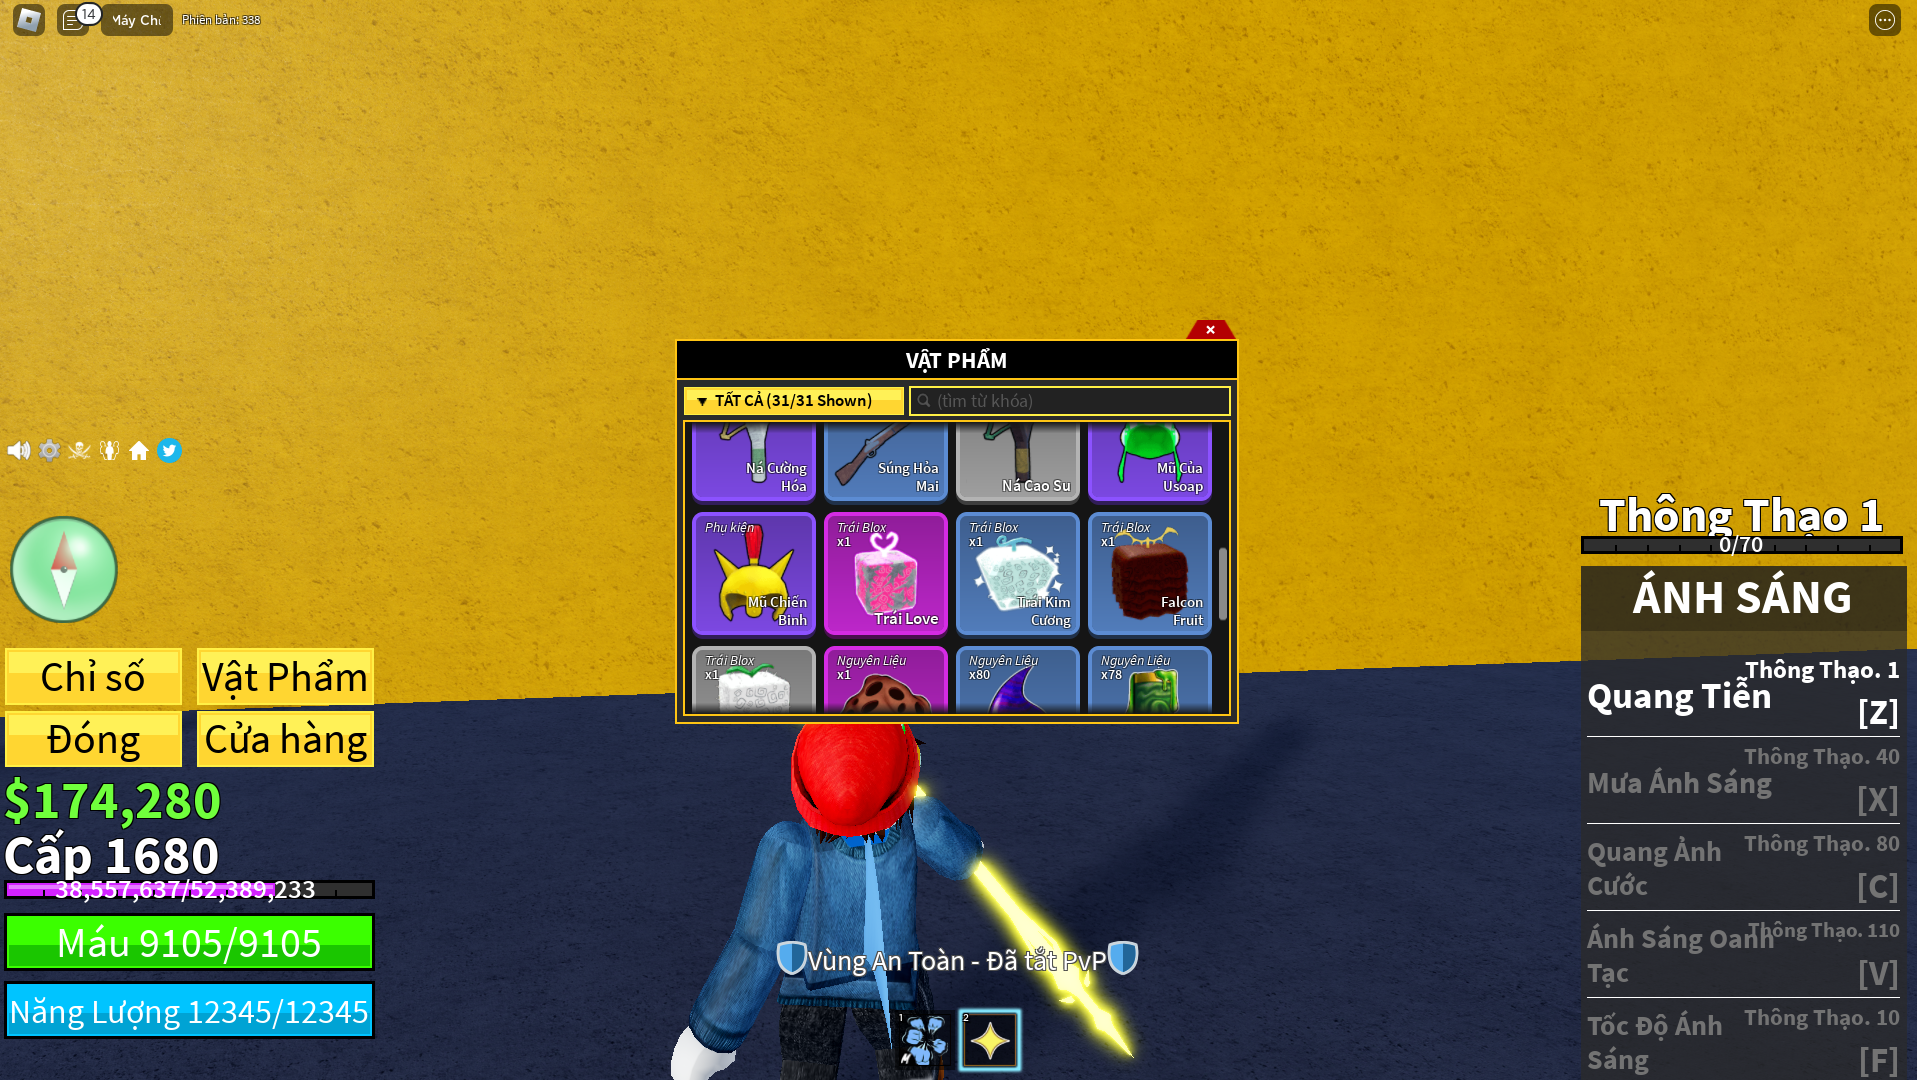 14
Máy Chủ
Phiên bản: 338
VẬT PHẨM
▼ TẤT CẢ (31/31 Shown)
(tìm từ khóa)
Ná Cường
Hóa
Súng Hỏa
Mai
Ná Cao Su
Mũ Của
Usoap
Phụ kiện
Mũ Chiến
Binh
Trái Blox
x1
Trái Love
Trái Blox
x1
Trái Kim
Cương
Trái Blox
x1
Falcon
Fruit
Trái Blox
x1
Nguyên Liệu
x1
Nguyên Liệu
x80
Nguyên Liệu
x78
Chỉ số
Vật Phẩm
Đóng
Cửa hàng
$174,280
Cấp 1680
38,557,637/52,389,233
Máu 9105/9105
Năng Lượng 12345/12345
Vùng An Toàn - Đã tắt PvP
1
2
Thông Thạo 1
0/70
ÁNH SÁNG
Thông Thạo. 1
Quang Tiễn
[Z]
Thông Thạo. 40
Mưa Ánh Sáng
[X]
Thông Thạo. 80
Quang Ảnh
Cước
[C]
Thông Thạo. 110
Ánh Sáng Oanh
Tạc
[V]
Thông Thạo. 10
Tốc Độ Ánh
Sáng
[F]